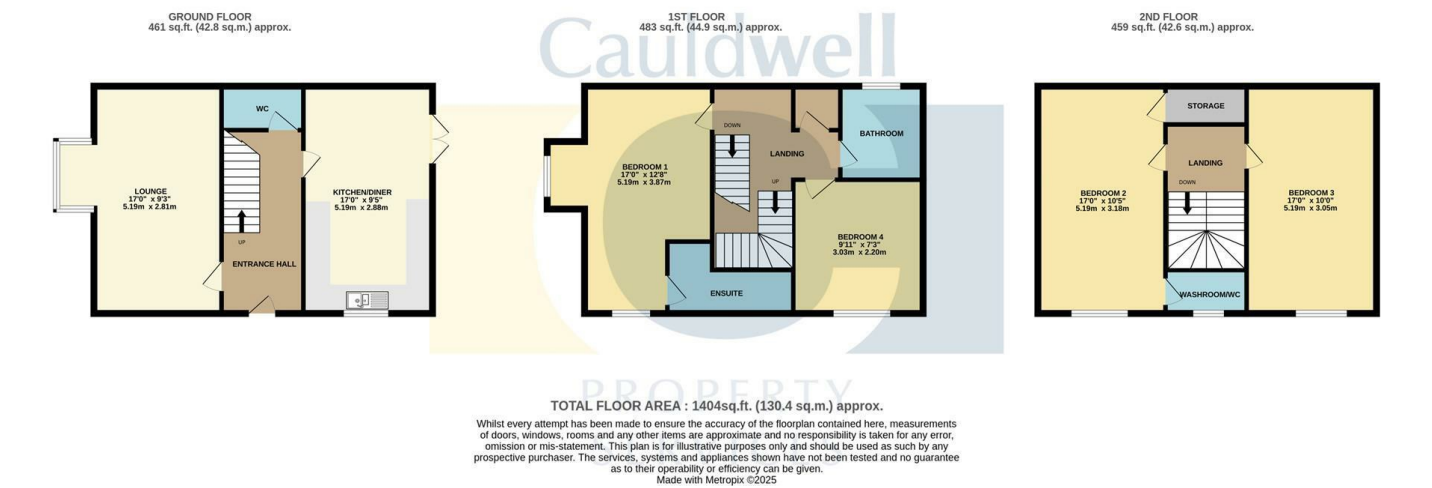 GROUND FLOOR
461 sq.ft. (42.8 sq.m.) approx.
1ST FLOOR
483 sq.ft. (44.9 sq.m.) approx.
2ND FLOOR
459 sq.ft. (42.6 sq.m.) approx.
Cauldwell
WC
LOUNGE
17'0" x 9'3"
5.19m x 2.81m
KITCHEN/DINER
17'0" x 9'5"
5.19m x 2.88m
UP
ENTRANCE HALL
DOWN
BATHROOM
LANDING
BEDROOM 1
17'0" x 12'8"
5.19m x 3.87m
UP
BEDROOM 4
9'11" x 7'3"
3.03m x 2.20m
ENSUITE
STORAGE
LANDING
DOWN
BEDROOM 2
17'0" x 10'5"
5.19m x 3.18m
BEDROOM 3
17'0" x 10'0"
5.19m x 3.05m
WASHROOM/WC
PROPERTY
TOTAL FLOOR AREA : 1404sq.ft. (130.4 sq.m.) approx.
Whilst every attempt has been made to ensure the accuracy of the floorplan contained here, measurements
of doors, windows, rooms and any other items are approximate and no responsibility is taken for any error,
omission or mis-statement. This plan is for illustrative purposes only and should be used as such by any
prospective purchaser. The services, systems and appliances shown have not been tested and no guarantee
as to their operability or efficiency can be given.
Made with Metropix ©2025